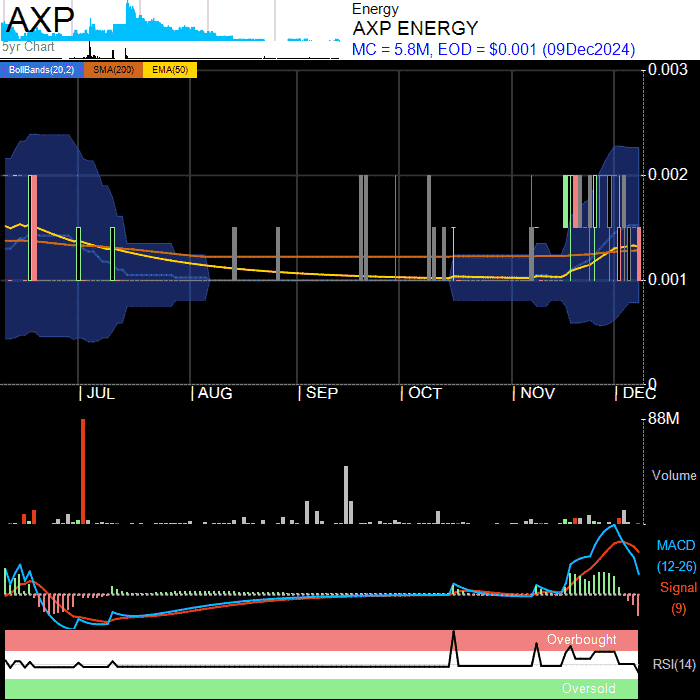 AXP
5yr Chart
Energy
AXP ENERGY
MC = 5.8M, EOD = $0.001 (09Dec2024)
BollBands(20,2) SMA(200) EMA(50)
0.003
0.002
0.001
0
| JUL | AUG | SEP | OCT | NOV | DEC
88M
Volume
MACD
(12-26)
Signal
(9)
Overbought
RSI(14)
Oversold